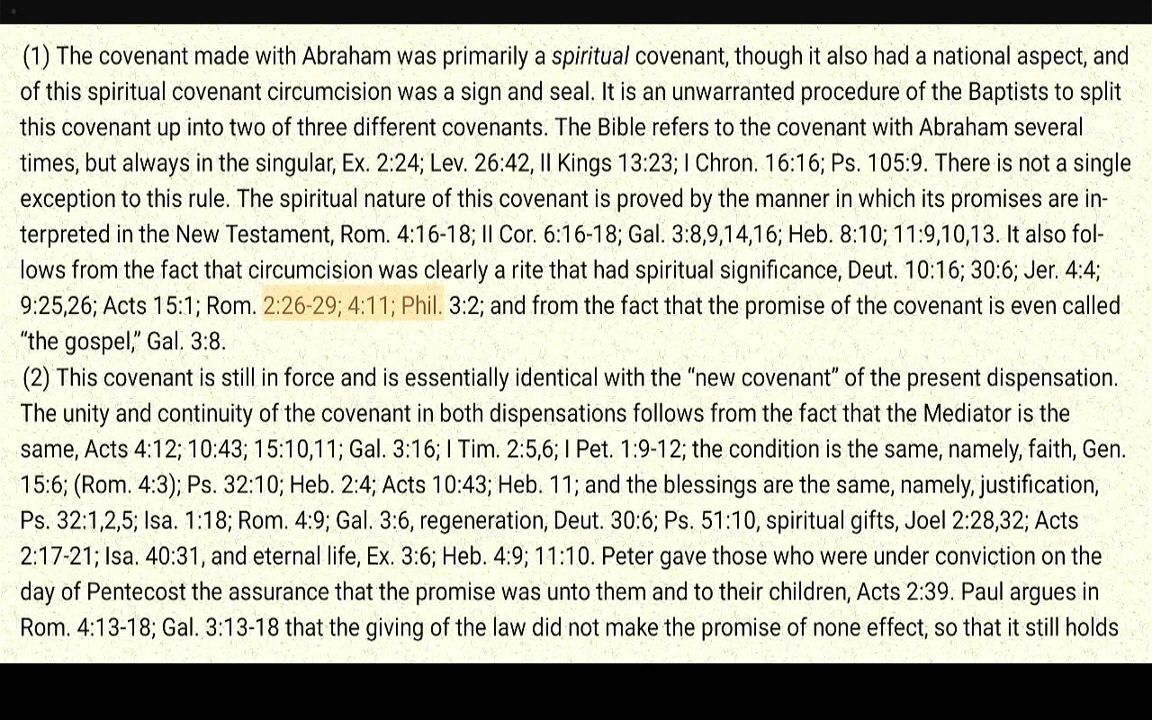 (1) The covenant made with Abraham was primarily a spiritual covenant, though it also had a national aspect, and
of this spiritual covenant circumcision was a sign and seal. It is an unwarranted procedure of the Baptists to split
this covenant up into two of three different covenants. The Bible refers to the covenant with Abraham several
times, but always in the singular, Ex. 2:24; Lev. 26:42, II Kings 13:23; I Chron. 16:16; Ps. 105:9. There is not a single
exception to this rule. The spiritual nature of this covenant is proved by the manner in which its promises are in-
terpreted in the New Testament, Rom. 4:16-18; II Cor. 6:16-18; Gal. 3:8,9,14,16; Heb. 8:10; 11:9,10,13. It also fol-
lows from the fact that circumcision was clearly a rite that had spiritual significance, Deut. 10:16; 30:6; Jer. 4:4;
9:25,26; Acts 15:1; Rom. 2:26-29; 4:11; Phil. 3:2; and from the fact that the promise of the covenant is even called
“the gospel,” Gal. 3:8.
(2) This covenant is still in force and is essentially identical with the “new covenant” of the present dispensation.
The unity and continuity of the covenant in both dispensations follows from the fact that the Mediator is the
same, Acts 4:12; 10:43; 15:10,11; Gal. 3:16; I Tim. 2:5,6; I Pet. 1:9-12; the condition is the same, namely, faith, Gen.
15:6; (Rom. 4:3); Ps. 32:10; Heb. 2:4; Acts 10:43; Heb. 11; and the blessings are the same, namely, justification,
Ps. 32:1,2,5; Isa. 1:18; Rom. 4:9; Gal. 3:6, regeneration, Deut. 30:6; Ps. 51:10, spiritual gifts, Joel 2:28,32; Acts
2:17-21; Isa. 40:31, and eternal life, Ex. 3:6; Heb. 4:9; 11:10. Peter gave those who were under conviction on the
day of Pentecost the assurance that the promise was unto them and to their children, Acts 2:39. Paul argues in
Rom. 4:13-18; Gal. 3:13-18 that the giving of the law did not make the promise of none effect, so that it still holds